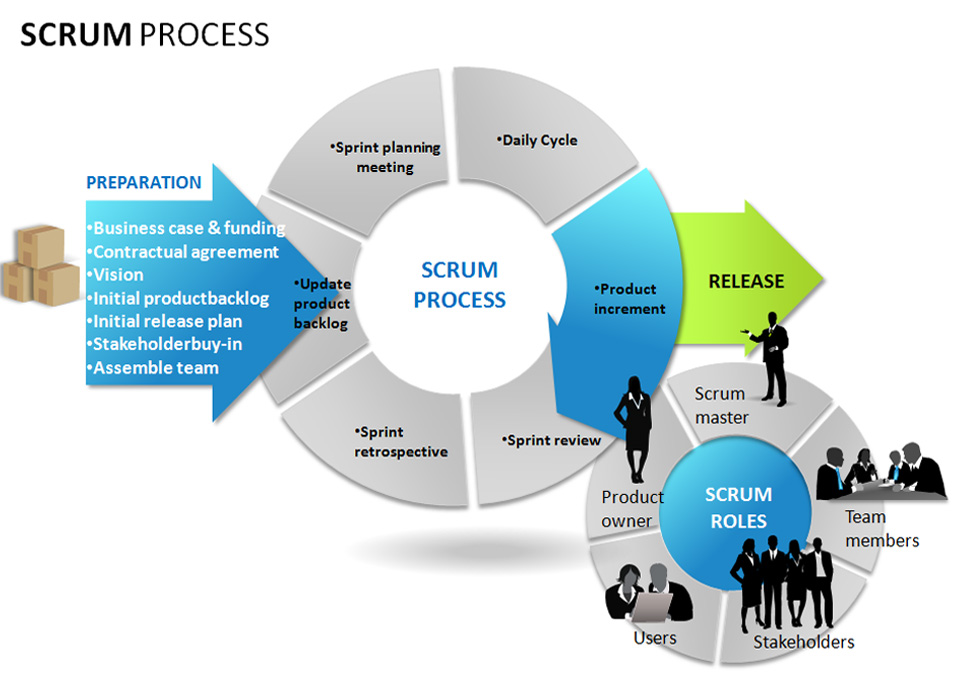 SCRUM PROCESS
PREPARATION
•Business case & funding
•Contractual agreement
•Vision
•Initial productbacklog
•Initial release plan
•Stakeholderbuy-in
•Assemble team
•Sprint planning
meeting
•Daily Cycle
•Update
product
backlog
SCRUM
PROCESS
•Product
increment
RELEASE
•Sprint
retrospective
•Sprint review
Scrum
master
Product
owner
SCRUM
ROLES
Team
members
Users
Stakeholders